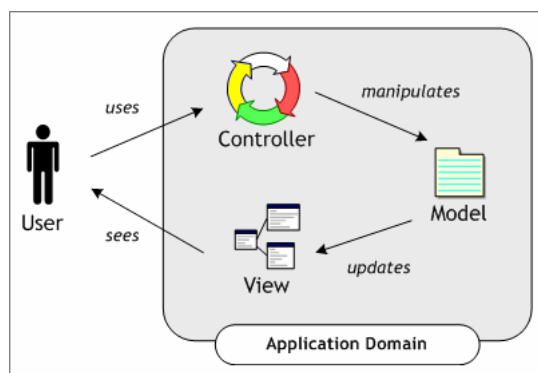 uses
Controller
manipulates
User
Model
sees
View
updates
Application Domain